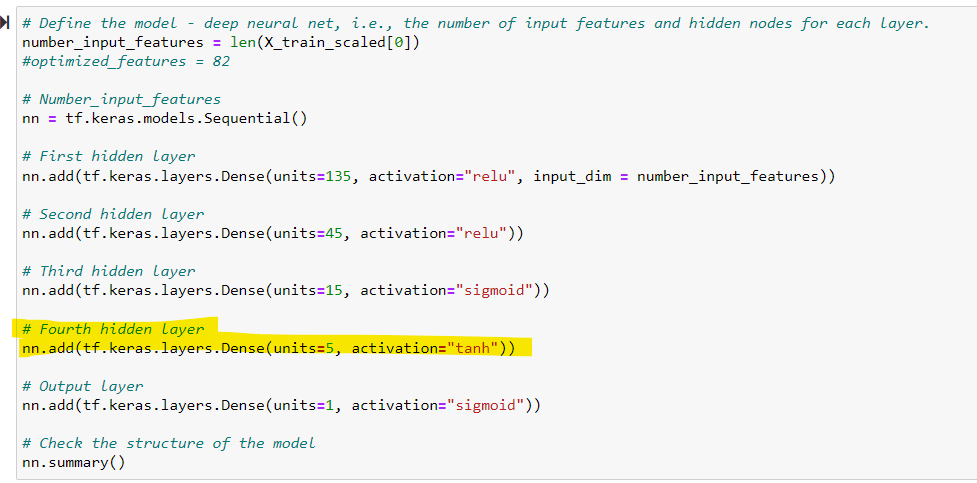 # Define the model - deep neural net, i.e., the number of input features and hidden nodes for each layer.
number_input_features = len(X_train_scaled[0])
#optimized_features = 82
# Number_input_features
nn = tf.keras.models.Sequential()
# First hidden layer
nn.add(tf.keras.layers.Dense(units=135, activation="relu", input_dim = number_input_features))
# Second hidden layer
nn.add(tf.keras.layers.Dense(units=45, activation="relu"))
# Third hidden layer
nn.add(tf.keras.layers.Dense(units=15, activation="sigmoid"))
# Fourth hidden layer
nn.add(tf.keras.layers.Dense(units=5, activation="tanh"))
# Output layer
nn.add(tf.keras.layers.Dense(units=1, activation="sigmoid"))
# Check the structure of the model
nn.summary()